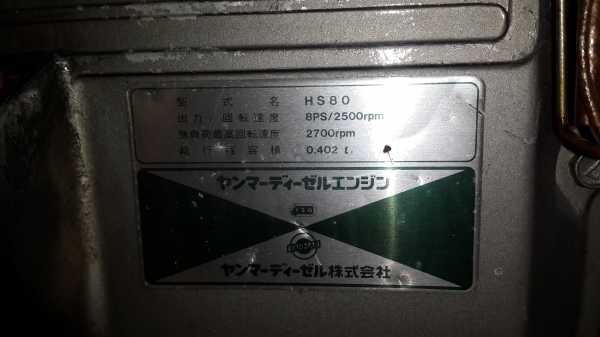 型式名 HS80
出力/回転速度 8PS/2500rpm
無負荷最高回転速度 2700rpm
総行程容積 0.402 ℓ.
ヤンマーディーゼルエンジン
YANMAR
ヤンマーディーゼル株式会社